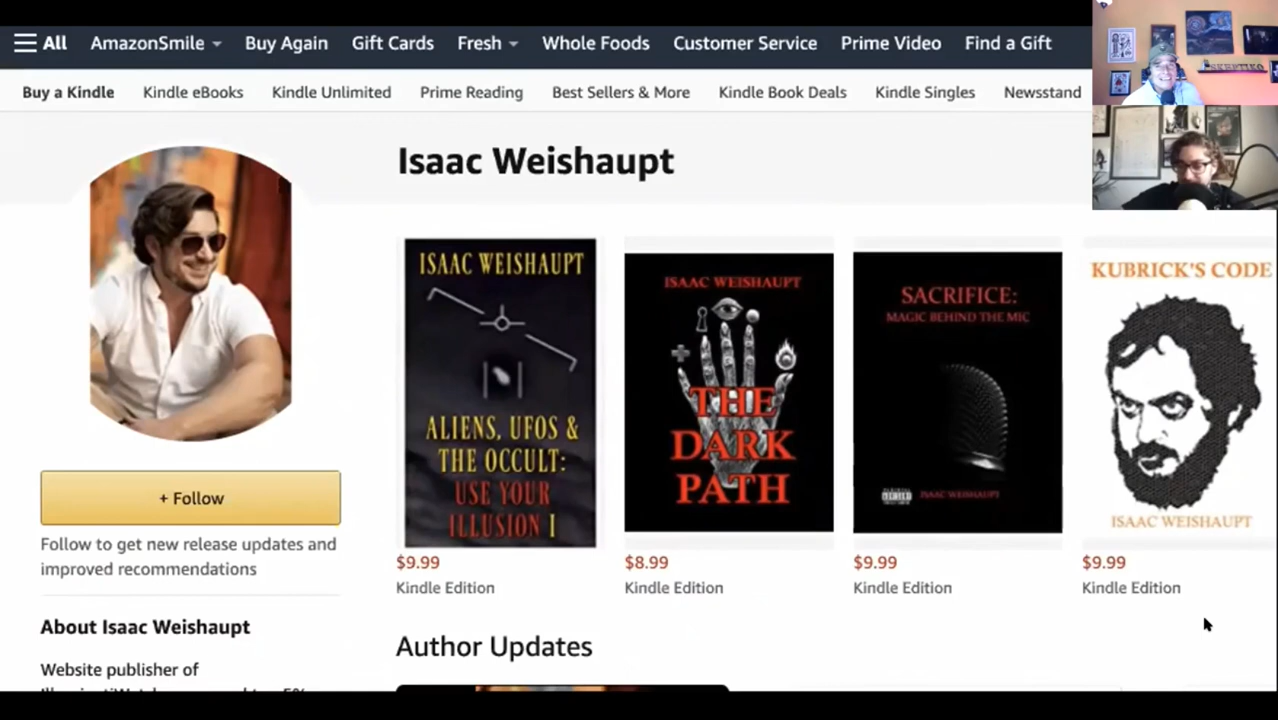 All AmazonSmile Buy Again Gift Cards Fresh Whole Foods Customer Service Prime Video Find a Gift
Buy a Kindle Kindle eBooks Kindle Unlimited Prime Reading Best Sellers & More Kindle Book Deals Kindle Singles Newsstand
SKEPTIKO
Isaac Weishaupt
ISAAC WEISHAUPT
ALIENS, UFOS &
THE OCCULT:
USE YOUR
ILLUSION I
$9.99
Kindle Edition
ISAAC WEISHAUPT
THE
DARK
PATH
$8.99
Kindle Edition
SACRIFICE:
MAGIC BEHIND THE MIC
ISAAC WEISHAUPT
$9.99
Kindle Edition
KUBRICK'S CODE
ISAAC WEISHAUPT
$9.99
Kindle Edition
+ Follow
Follow to get new release updates and
improved recommendations
About Isaac Weishaupt
Website publisher of
Author Updates